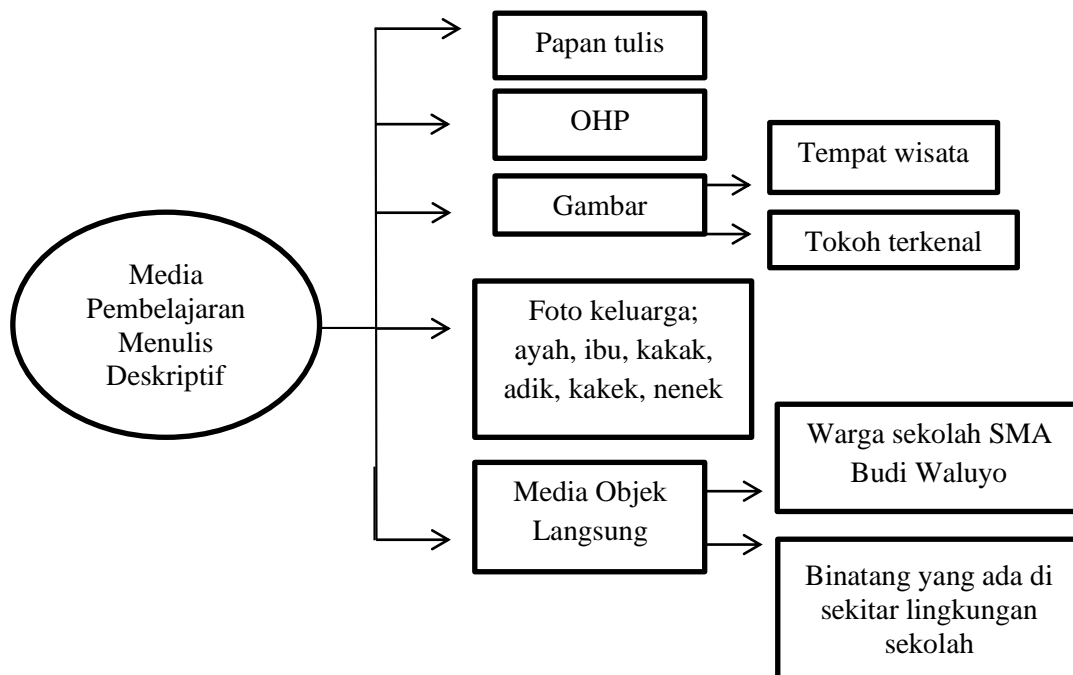 Papan tulis
OHP
Tempat wisata
Gambar
Tokoh terkenal
Media
Pembelajaran
Menulis
Deskriptif
Foto keluarga;
ayah, ibu, kakak,
adik, kakek, nenek
Warga sekolah SMA
Budi Waluyo
Media Objek
Langsung
Binatang yang ada di
sekitar lingkungan
sekolah